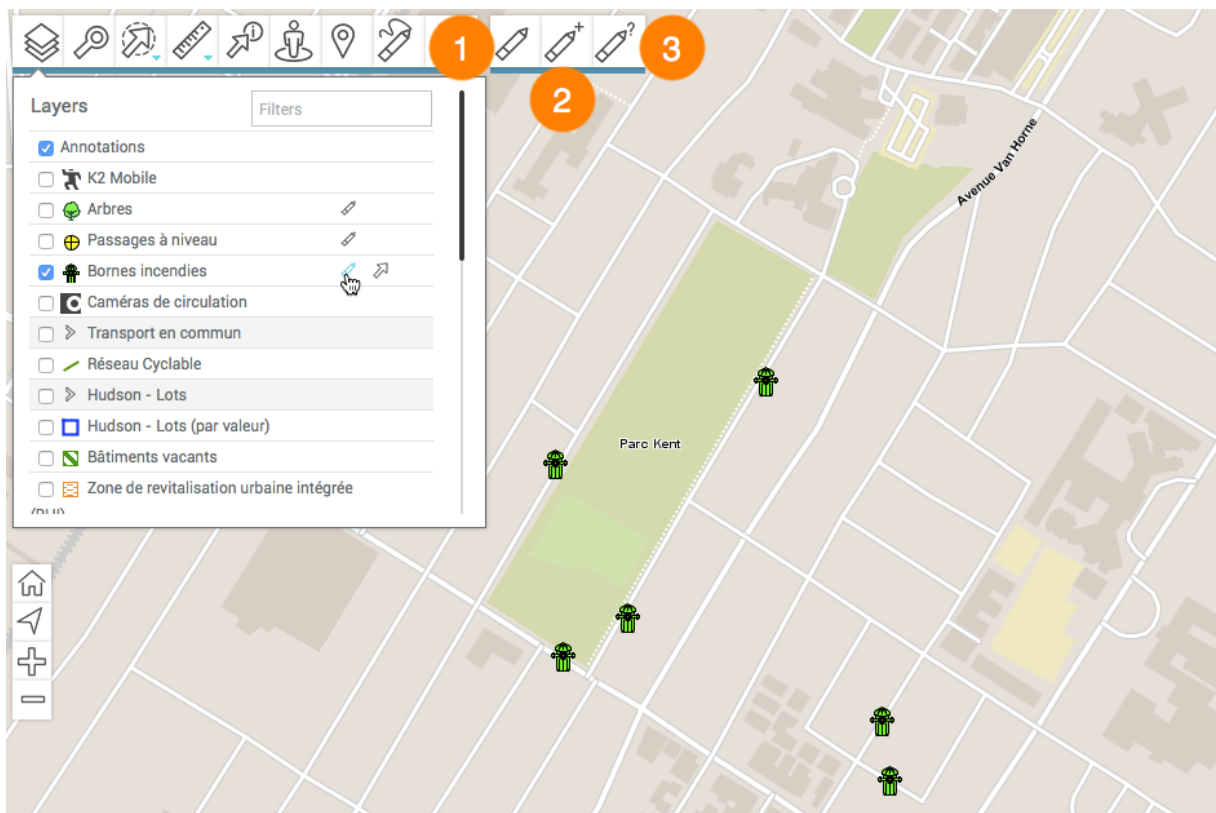 1
2
3
Layers
Filters
Annotations
K2 Mobile
Arbres
Passages à niveau
Bornes incendies
Caméras de circulation
Transport en commun
Réseau Cyclable
Hudson - Lots
Hudson - Lots (par valeur)
Bâtiments vacants
Zone de revitalisation urbaine intégrée
Avenue Van Horne
Parc Kent